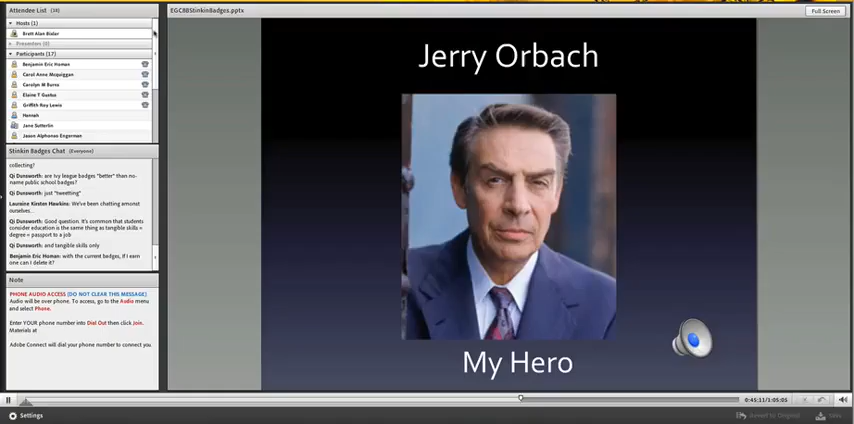 Attendee List (18)
Hosts (1)
Brett Alan Bixler
Presenters (0)
Participants (17)
Benjamin Eric Homan
Carol Anne Mcquiggan
Carolyn M Burns
Elaine T Gustus
Griffith Roy Lewis
Hannah
Jane Sutterlin
Jason Alphonso Engerman
Stinkin Badges Chat (Everyone)
collecting?
Qi Dunsworth: are ivy league badges "better" than no-
name public school badges?
Qi Dunsworth: just "tweetting"
Lauraine Kirsten Hawkins: We've been chatting amongst
ourselves...
Qi Dunsworth: Good question. It's common that students
consider education is the same thing as tangible skills =
degree = passport to a job
Qi Dunsworth: and tangible skills only
Benjamin Eric Homan: with the current badges, if I earn
one can I delete it?
Note
PHONE AUDIO ACCESS (DO NOT CLEAR THIS MESSAGE)
Audio will be over phone. To access, go to the Audio menu
and select Phone.
Enter YOUR phone number into Dial Out then click Join.
Materials at
Adobe Connect will dial your phone number to connect you
EGCBBStinkinBadges.pptx
Full Screen
Jerry Orbach
My Hero
0:45:11/1:05:05
Settings